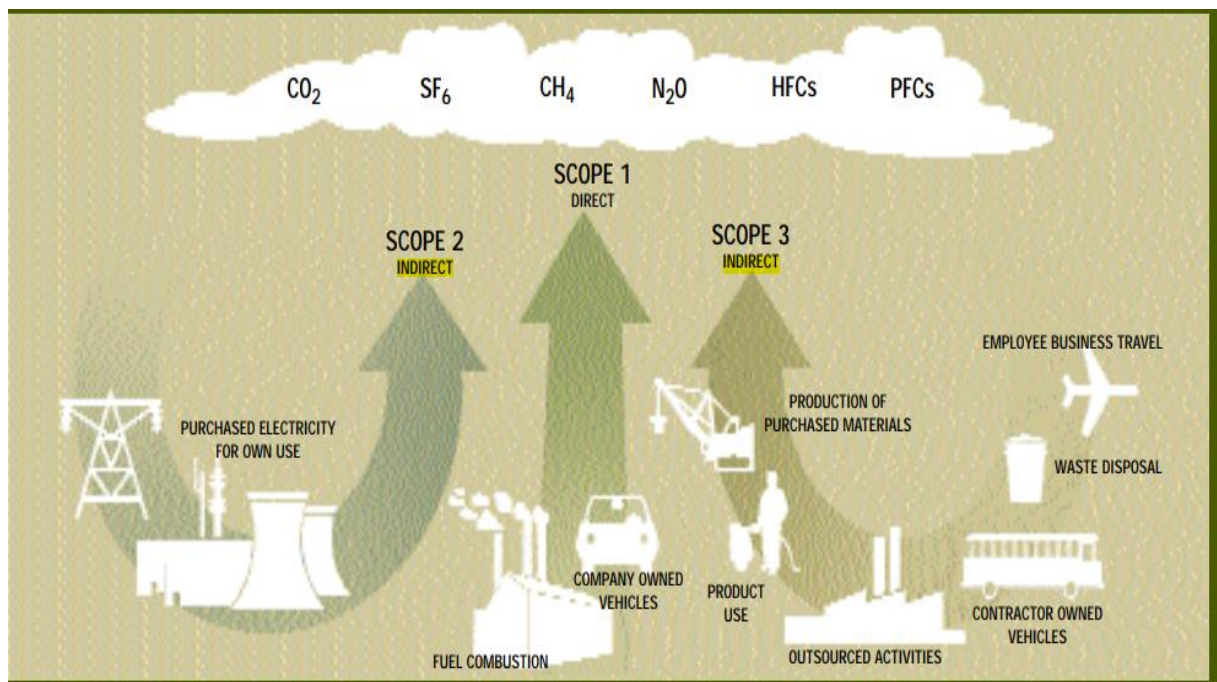 CO₂ SF₆ CH₄ N₂O HFCs PFCs
SCOPE 1
DIRECT
SCOPE 2
INDIRECT
SCOPE 3
INDIRECT
EMPLOYEE BUSINESS TRAVEL
PURCHASED ELECTRICITY
FOR OWN USE
PRODUCTION OF
PURCHASED MATERIALS
WASTE DISPOSAL
COMPANY OWNED
VEHICLES
PRODUCT
USE
CONTRACTOR OWNED
VEHICLES
FUEL COMBUSTION
OUTSOURCED ACTIVITIES